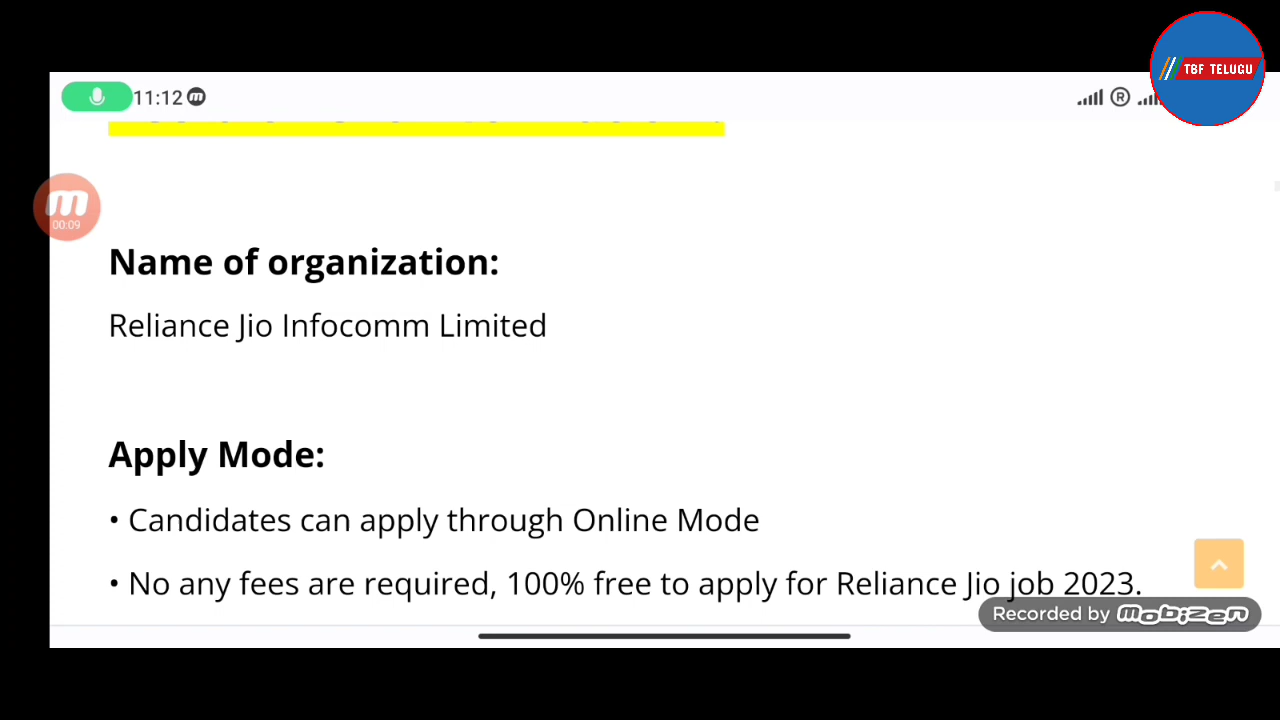 TBF TELUGU
11:12
R
m
00:09
Name of organization:
Reliance Jio Infocomm Limited
Apply Mode:
• Candidates can apply through Online Mode
• No any fees are required, 100% free to apply for Reliance Jio job 2023.
Recorded by mobizen